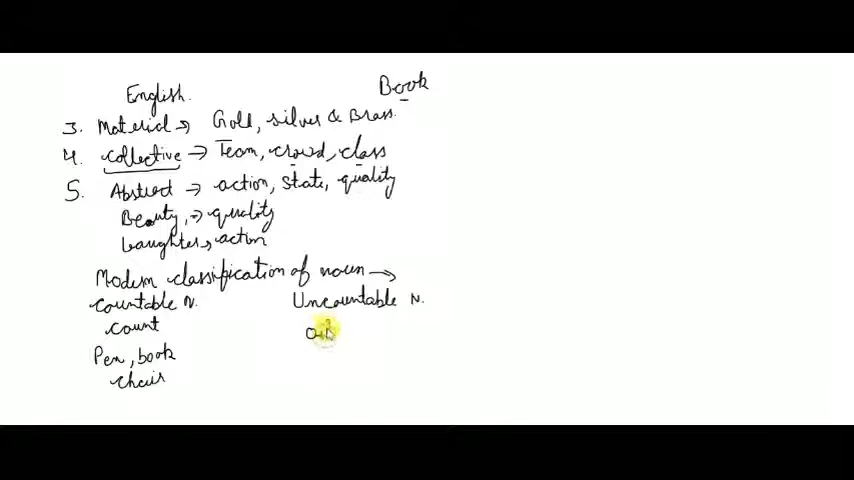 English.
Book
3. Material → Gold, silver & Brass.
4. collective → Team, crowd, class
5. Abstract → action, state, quality
Beauty, → quality
Laughter → action
Modern classification of noun →
countable N.
Uncountable N.
count
oil
Pen, book
chair